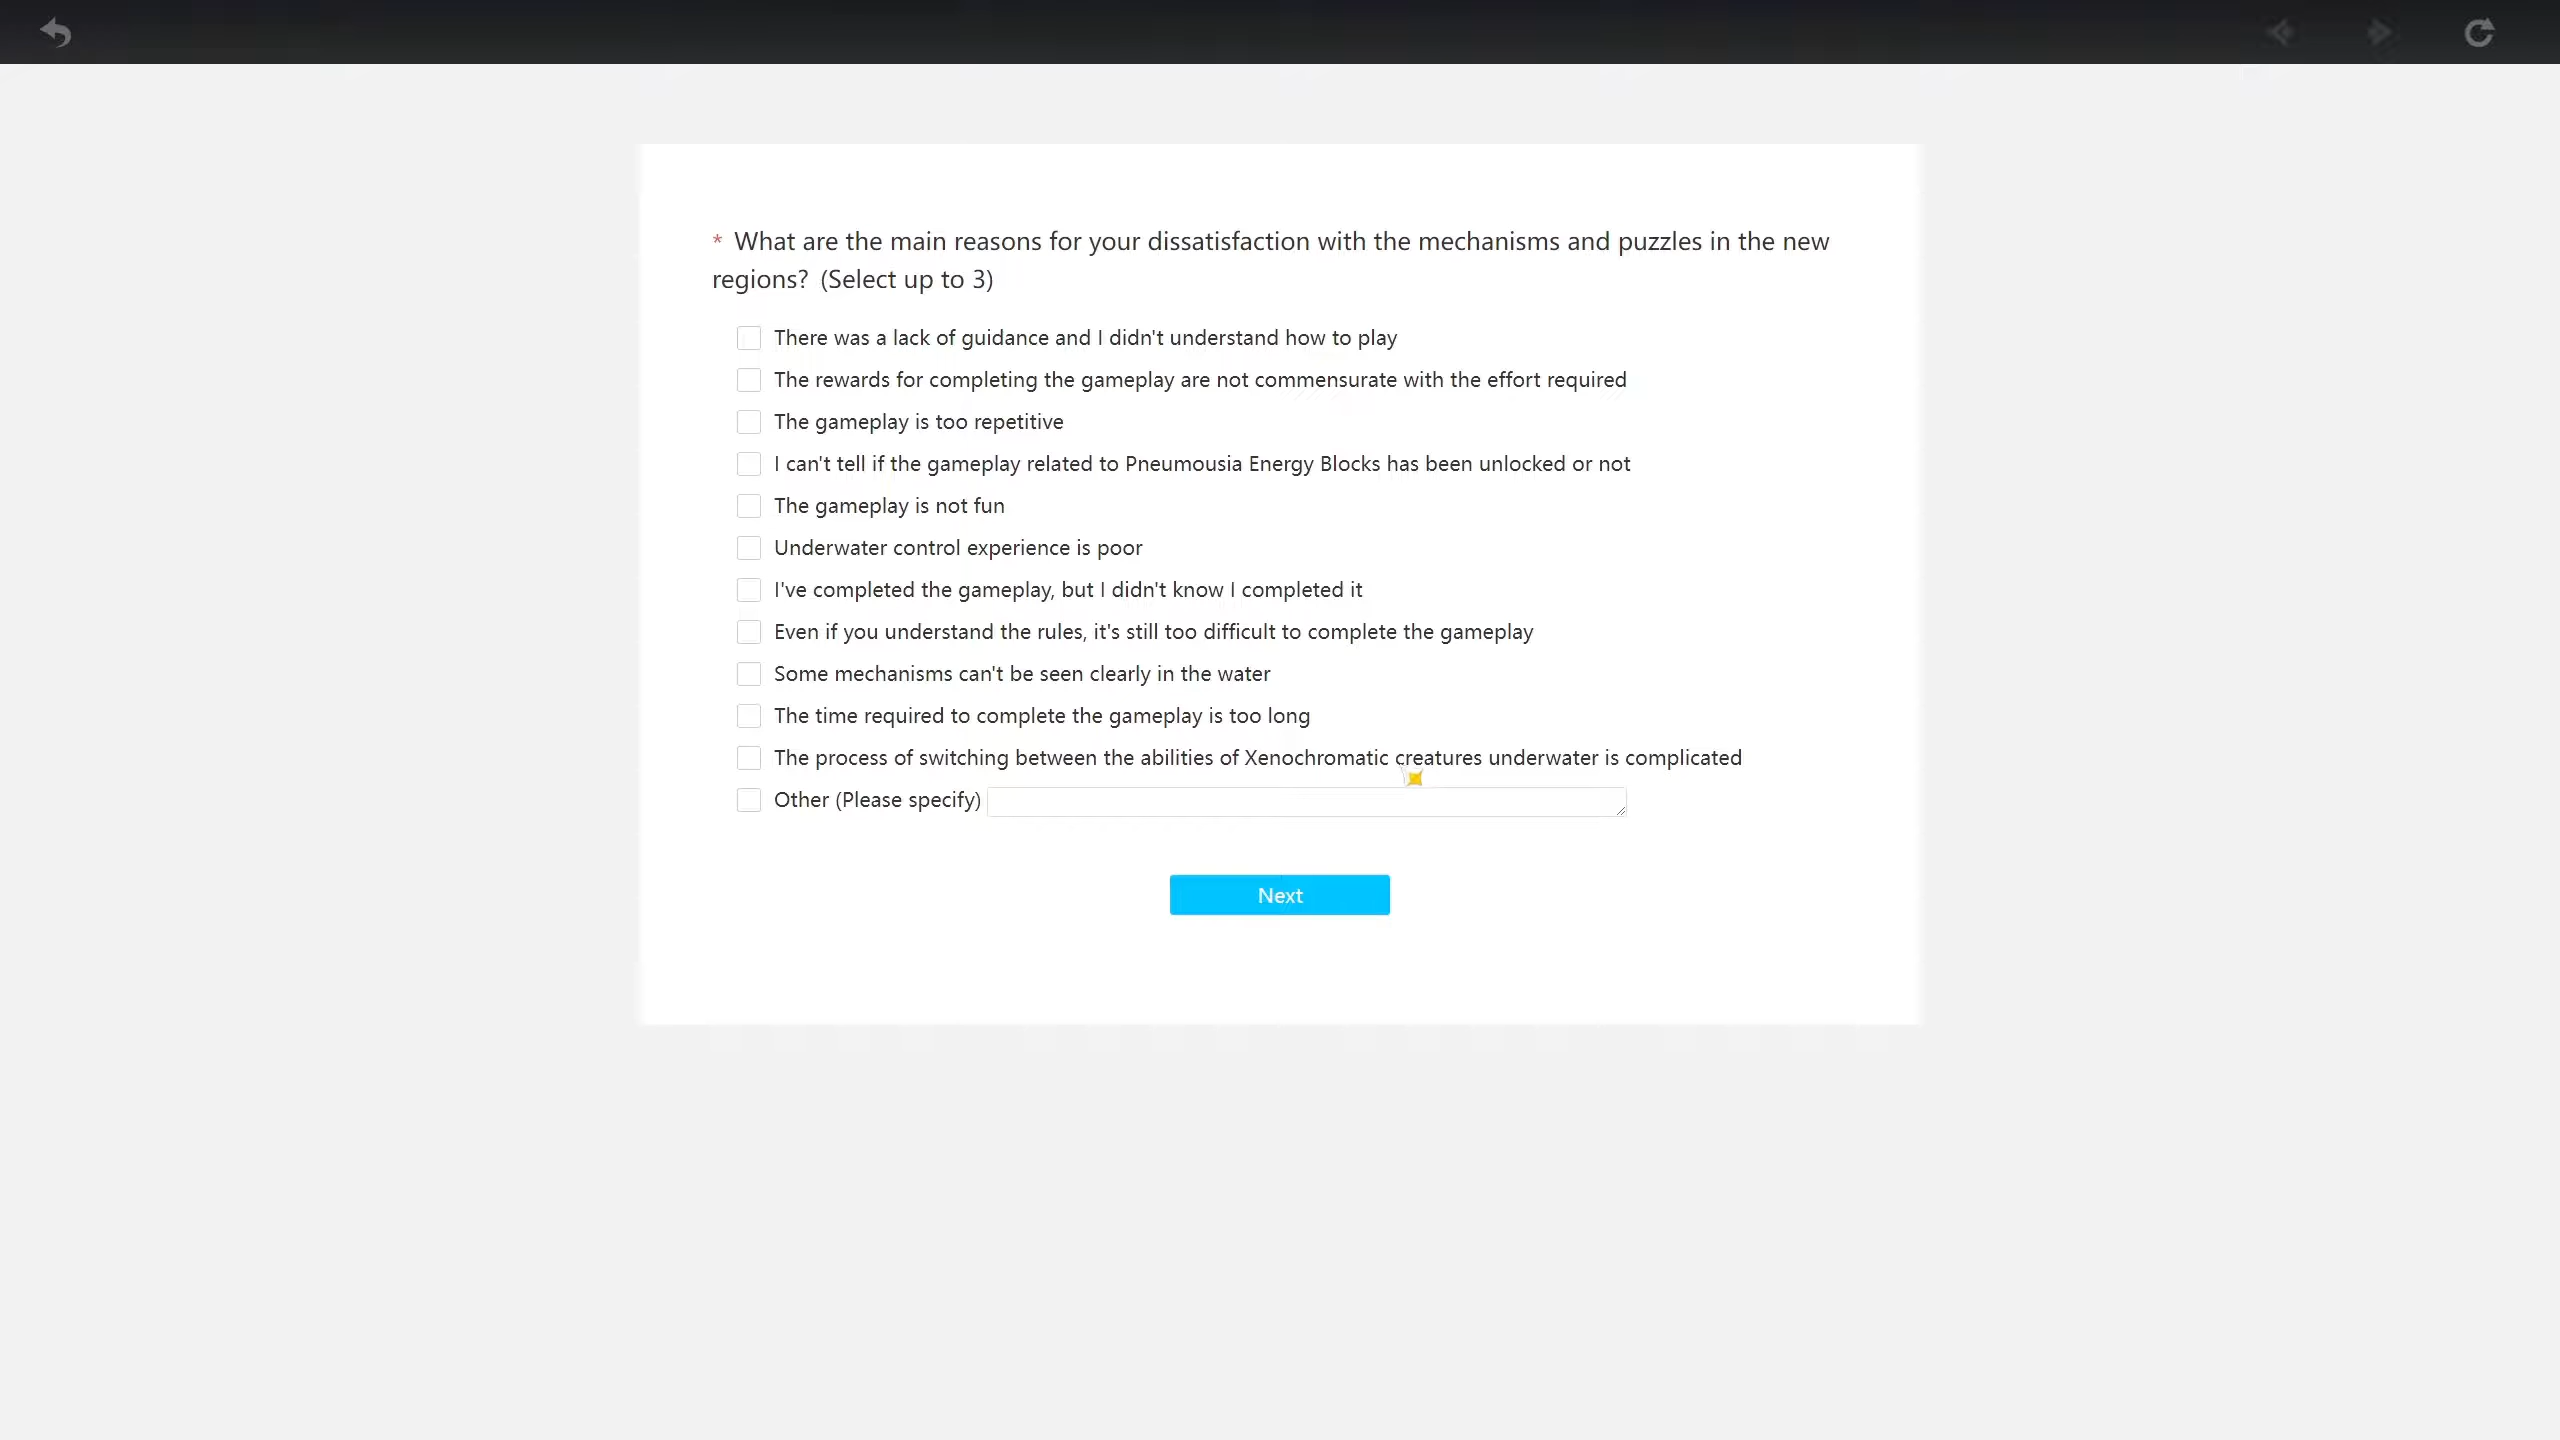 * What are the main reasons for your dissatisfaction with the mechanisms and puzzles in the new
regions? (Select up to 3)
There was a lack of guidance and I didn't understand how to play
The rewards for completing the gameplay are not commensurate with the effort required
The gameplay is too repetitive
I can't tell if the gameplay related to Pneumousia Energy Blocks has been unlocked or not
The gameplay is not fun
Underwater control experience is poor
I've completed the gameplay, but I didn't know I completed it
Even if you understand the rules, it's still too difficult to complete the gameplay
Some mechanisms can't be seen clearly in the water
The time required to complete the gameplay is too long
The process of switching between the abilities of Xenochromatic creatures underwater is complicated
Other (Please specify)
Next